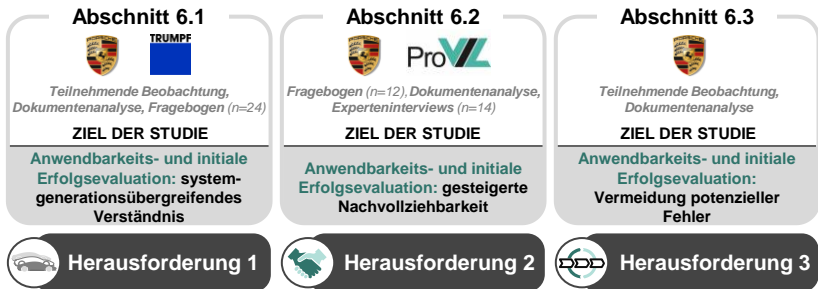 Abschnitt 6.1
TRUMPF
Teilnehmende Beobachtung,
Dokumentenanalyse, Fragebogen (n=24)
ZIEL DER STUDIE
Anwendbarkeits- und initiale
Erfolgsevaluation: system-
generationsübergreifendes
Verständnis
Herausforderung 1
Abschnitt 6.2
ProVIL
Fragebogen (n=12), Dokumentenanalyse,
Experteninterviews (n=14)
ZIEL DER STUDIE
Anwendbarkeits- und initiale
Erfolgsevaluation: gesteigerte
Nachvollziehbarkeit
Herausforderung 2
Abschnitt 6.3
Teilnehmende Beobachtung,
Dokumentenanalyse
ZIEL DER STUDIE
Anwendbarkeits- und initiale
Erfolgsevaluation:
Vermeidung potenzieller
Fehler
Herausforderung 3